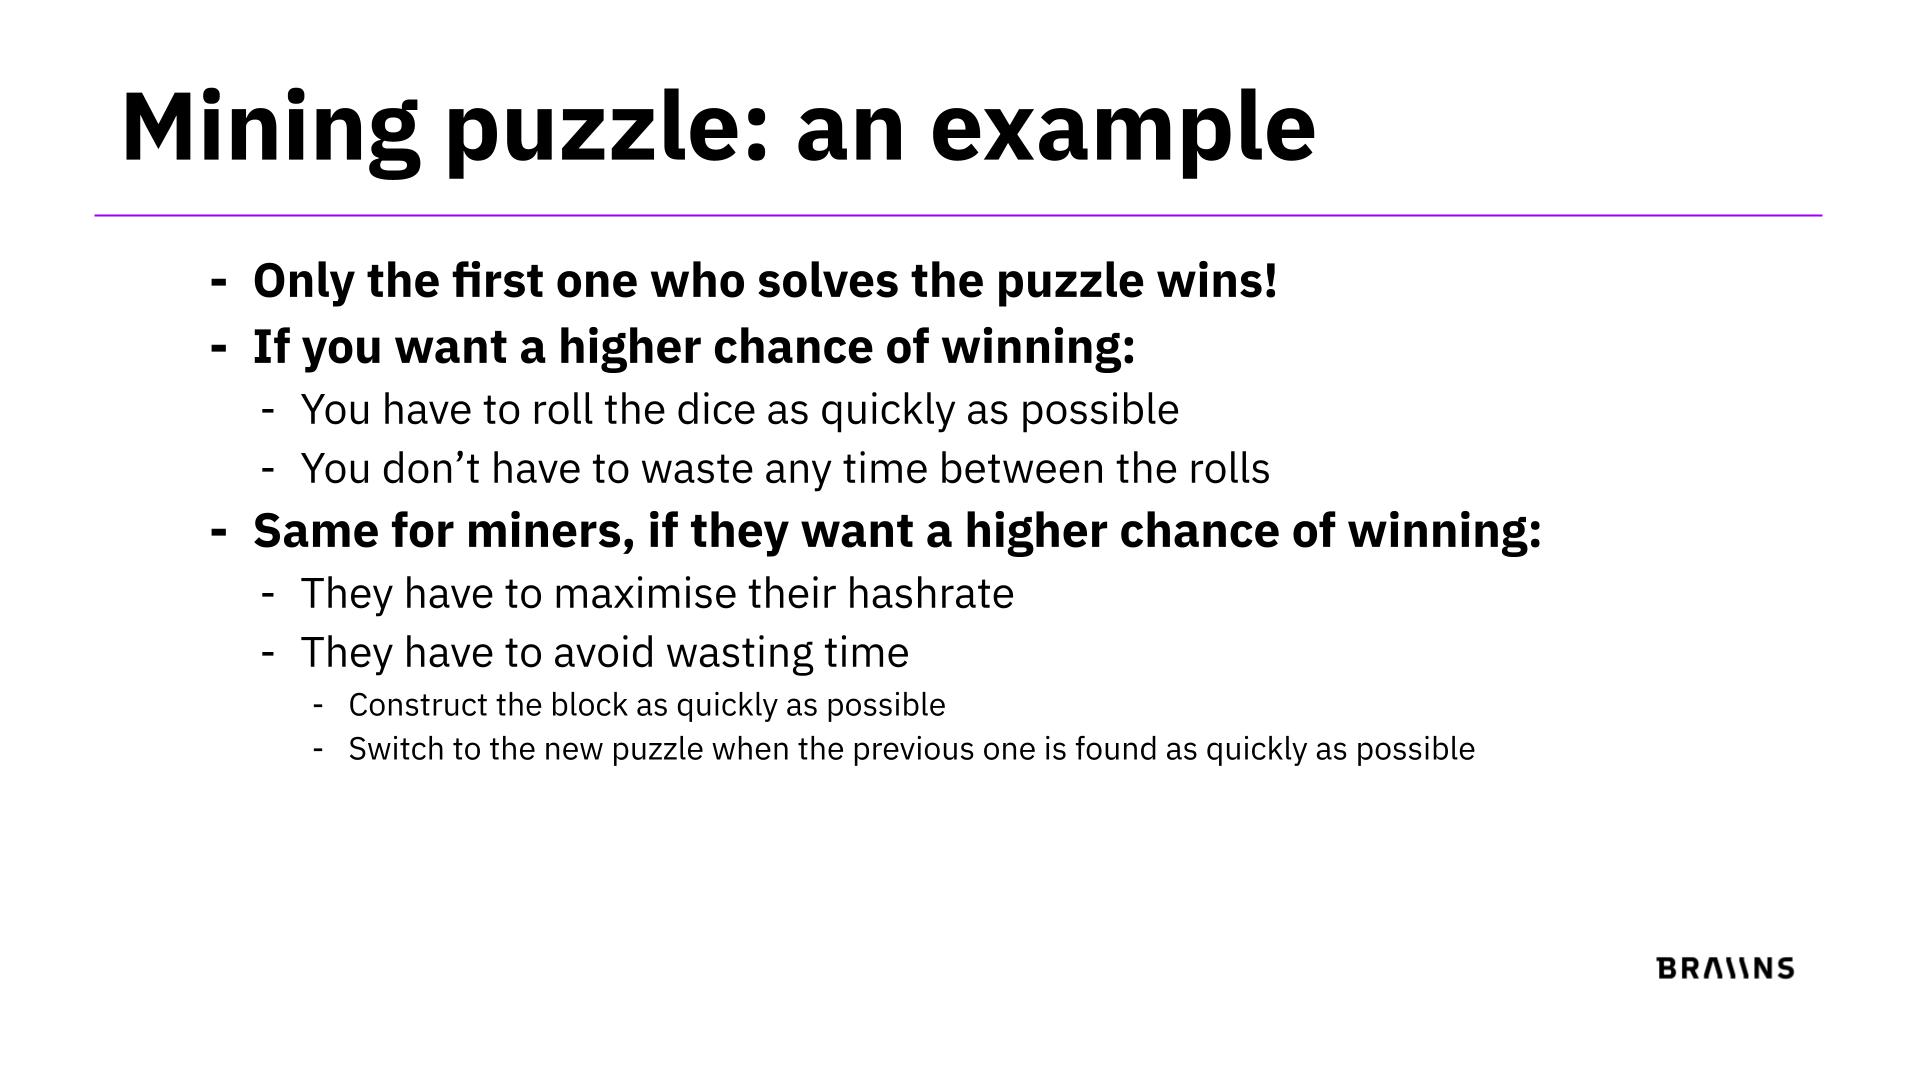 Mining puzzle: an example
- Only the first one who solves the puzzle wins!
- If you want a higher chance of winning:
- You have to roll the dice as quickly as possible
- You don’t have to waste any time between the rolls
- Same for miners, if they want a higher chance of winning:
- They have to maximise their hashrate
- They have to avoid wasting time
- Construct the block as quickly as possible
- Switch to the new puzzle when the previous one is found as quickly as possible
BRAIINS